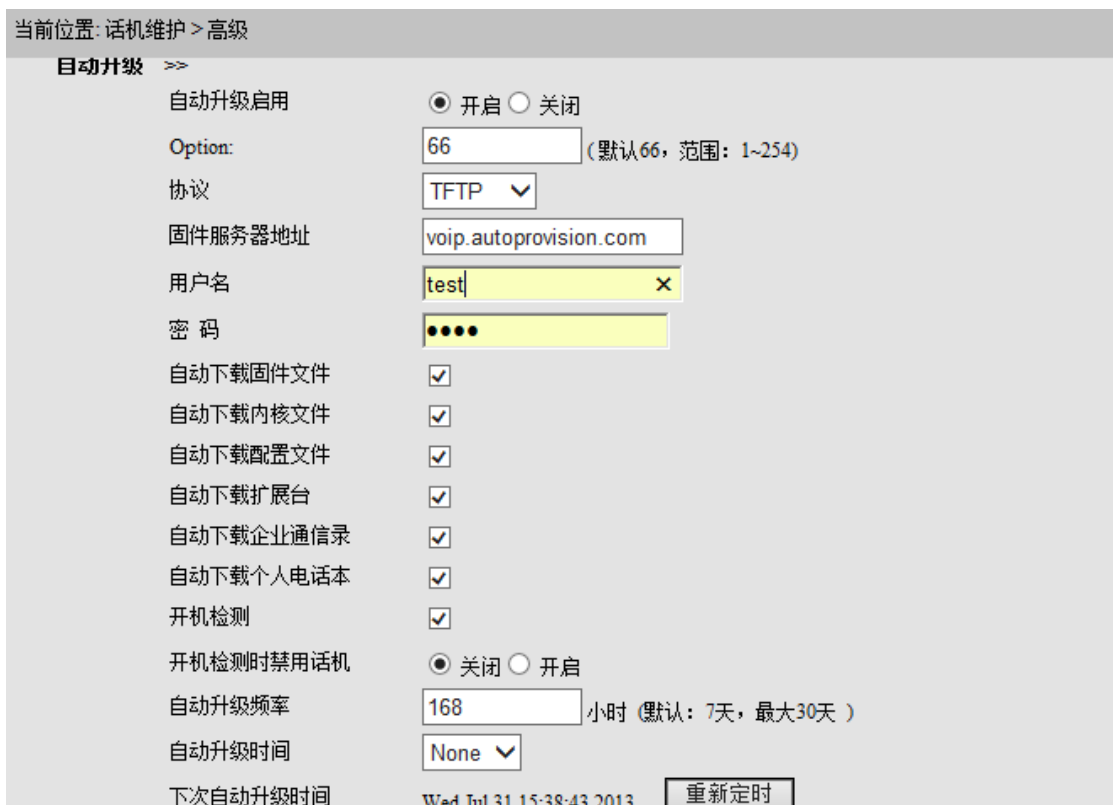 当前位置: 话机维护 > 高级
自动升级 >>
自动升级启用 开启 关闭
Option: 66 (默认66，范围：1~254)
协议 TFTP
固件服务器地址 voip.autoprovision.com
用户名 test
密 码 ●●●●
自动下载固件文件
自动下载内核文件
自动下载配置文件
自动下载扩展台
自动下载企业通信录
自动下载个人电话本
开机检测
开机检测时禁用话机 关闭 开启
自动升级频率 168 小时 (默认：7天，最大30天 )
自动升级时间 None
下次自动升级时间 Wed Jul 31 15:38:43 2013 重新定时